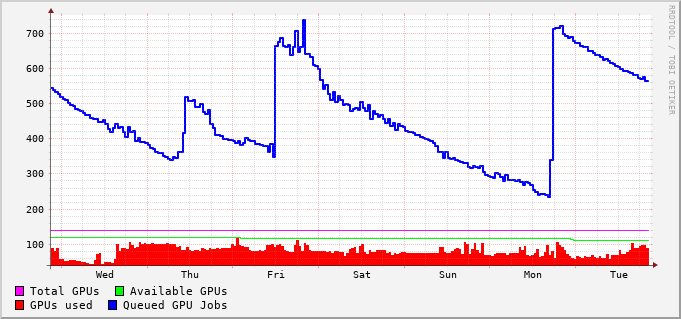 700
600
500
400
300
200
100
Wed Thu Fri Sat Sun Mon Tue
Total GPUs Available GPUs
GPUs used Queued GPU Jobs
RRDTOOL / TOBI OETIKER